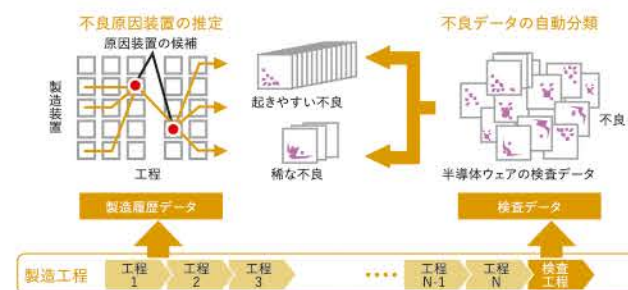 不良原因装置の推定
原因装置の候補
製造装置
工程
製造履歴データ
起きやすい不良
稀な不良
不良データの自動分類
不良
半導体ウェアの検査データ
検査データ
製造工程
工程
1
工程
2
工程
3
工程
N-1
工程
N
検査
工程